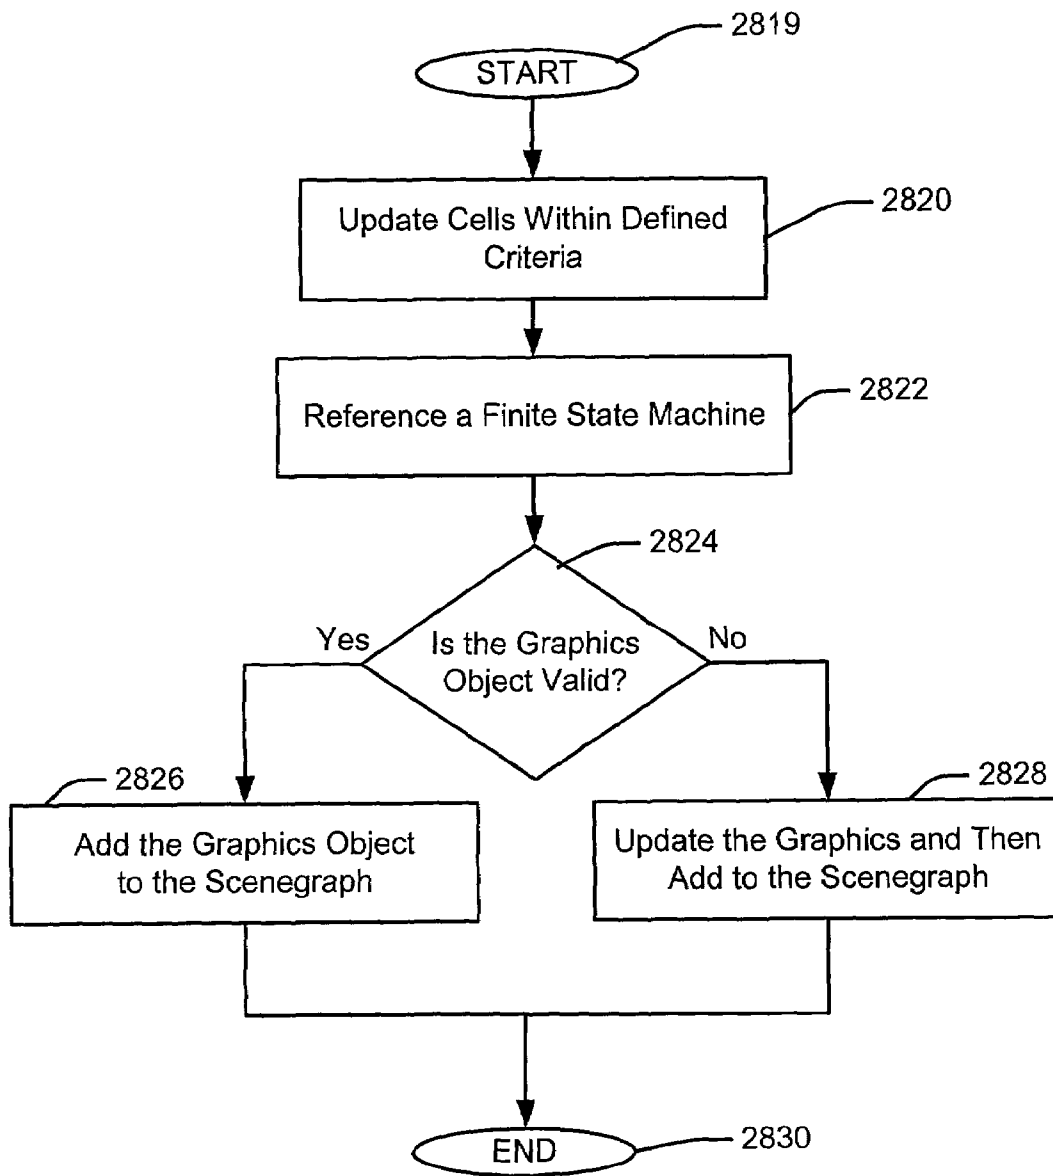 2819
START
2820
Update Cells Within Defined
Criteria
2822
Reference a Finite State Machine
2824
Yes
Is the Graphics
Object Valid?
No
2826
Add the Graphics Object
to the Scenegraph
2828
Update the Graphics and Then
Add to the Scenegraph
END
2830